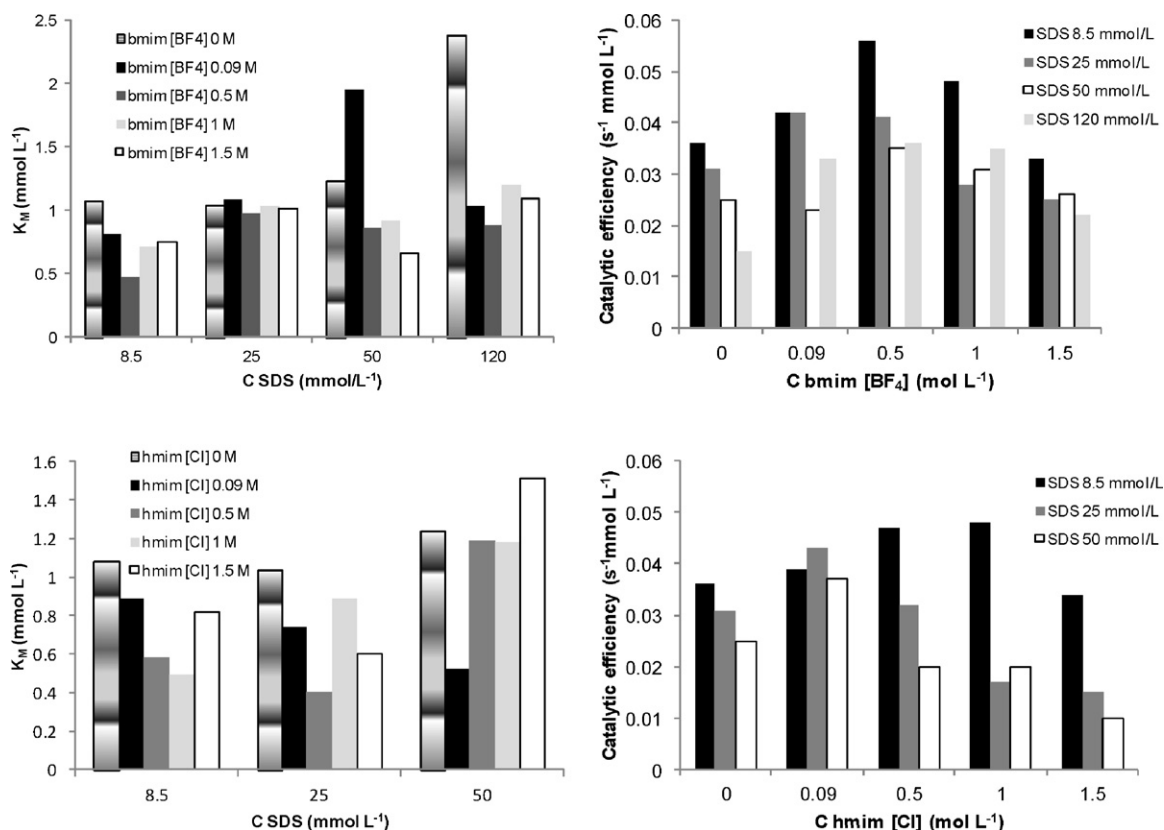 2.5
2
1.5
1
0.5
0
K_M (mmol L⁻¹)
bmim [BF4] 0 M
bmim [BF4] 0.09 M
bmim [BF4] 0.5 M
bmim [BF4] 1 M
bmim [BF4] 1.5 M
8.5 25 50 120
C SDS (mmol/L⁻¹)
0.06
0.05
0.04
0.03
0.02
0.01
0
Catalytic efficiency (s⁻¹ mmol L⁻¹)
SDS 8.5 mmol/L
SDS 25 mmol/L
SDS 50 mmol/L
SDS 120 mmol/L
0 0.09 0.5 1 1.5
C bmim [BF₄] (mol L⁻¹)
1.6
1.4
1.2
1
0.8
0.6
0.4
0.2
0
K_M (mmol L⁻¹)
hmim [Cl] 0 M
hmim [Cl] 0.09 M
hmim [Cl] 0.5 M
hmim [Cl] 1 M
hmim [Cl] 1.5 M
8.5 25 50
C SDS (mmol L⁻¹)
0.06
0.05
0.04
0.03
0.02
0.01
0
Catalytic efficiency (s⁻¹mmol L⁻¹)
SDS 8.5 mmol/L
SDS 25 mmol/L
SDS 50 mmol/L
0 0.09 0.5 1 1.5
C hmim [Cl] (mol L⁻¹)